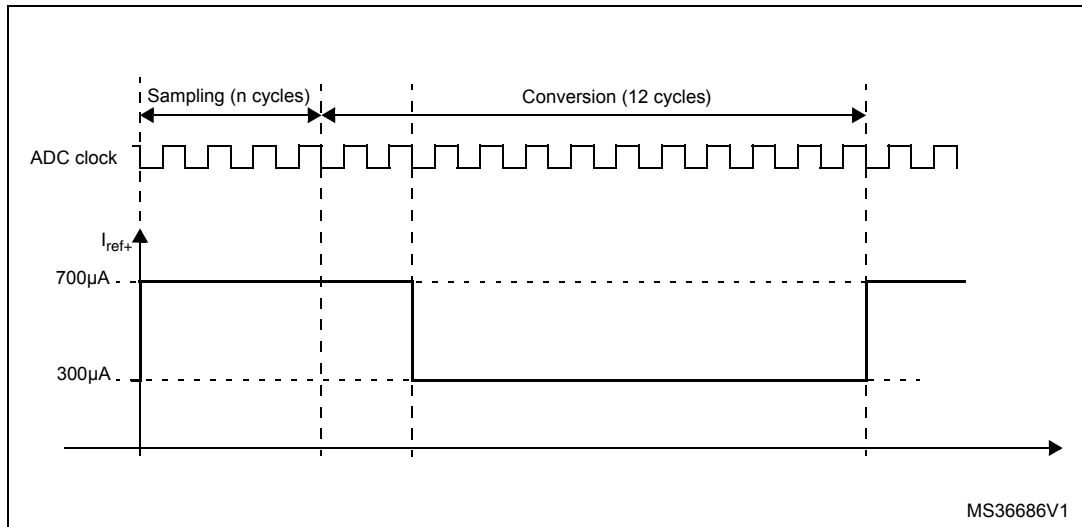 Sampling (n cycles)
Conversion (12 cycles)
ADC clock
Iref+
700µA
300µA
MS36686V1